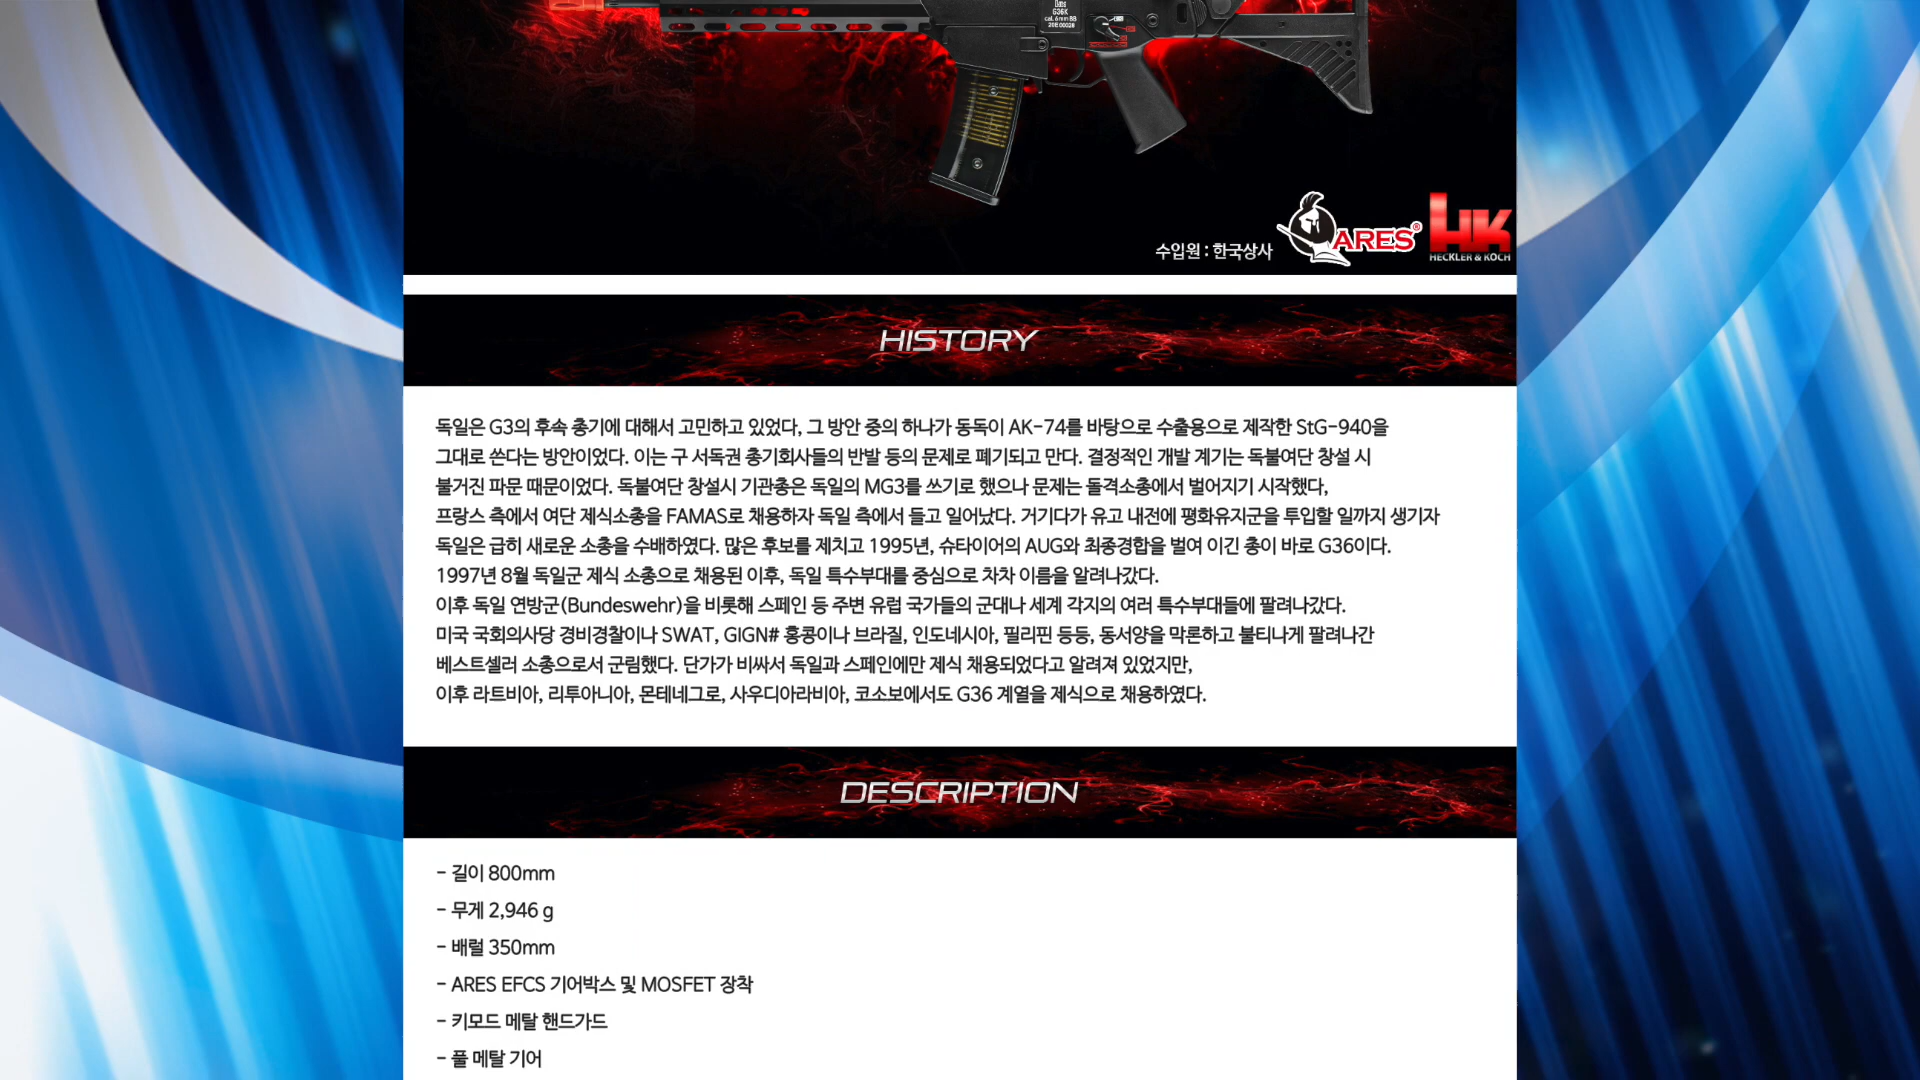 G36K
cal. 6mm BB
20E00028
수입원 : 한국상사
ARES®
HK
HECKLER & KOCH
HISTORY
독일은 G3의 후속 총기에 대해서 고민하고 있었다, 그 방안 중의 하나가 동독이 AK-74를 바탕으로 수출용으로 제작한 StG-940을
그대로 쓴다는 방안이었다. 이는 구 서독권 총기회사들의 반발 등의 문제로 폐기되고 만다. 결정적인 개발 계기는 독불여단 창설 시
불거진 파문 때문이었다. 독불여단 창설시 기관총은 독일의 MG3를 쓰기로 했으나 문제는 돌격소총에서 벌어지기 시작했다,
프랑스 측에서 여단 제식소총을 FAMAS로 채용하자 독일 측에서 들고 일어났다. 거기다가 유고 내전에 평화유지군을 투입할 일까지 생기자
독일은 급히 새로운 소총을 수배하였다. 많은 후보를 제치고 1995년, 슈타이어의 AUG와 최종경합을 벌여 이긴 총이 바로 G36이다.
1997년 8월 독일군 제식 소총으로 채용된 이후, 독일 특수부대를 중심으로 차차 이름을 알려나갔다.
이후 독일 연방군(Bundeswehr)을 비롯해 스페인 등 주변 유럽 국가들의 군대나 세계 각지의 여러 특수부대들에 팔려나갔다.
미국 국회의사당 경비경찰이나 SWAT, GIGN# 홍콩이나 브라질, 인도네시아, 필리핀 등등, 동서양을 막론하고 불티나게 팔려나간
베스트셀러 소총으로서 군림했다. 단가가 비싸서 독일과 스페인에만 제식 채용되었다고 알려져 있었지만,
이후 라트비아, 리투아니아, 몬테네그로, 사우디아라비아, 코소보에서도 G36 계열을 제식으로 채용하였다.
DESCRIPTION
- 길이 800mm
- 무게 2,946 g
- 배럴 350mm
- ARES EFCS 기어박스 및 MOSFET 장착
- 키모드 메탈 핸드가드
- 풀 메탈 기어